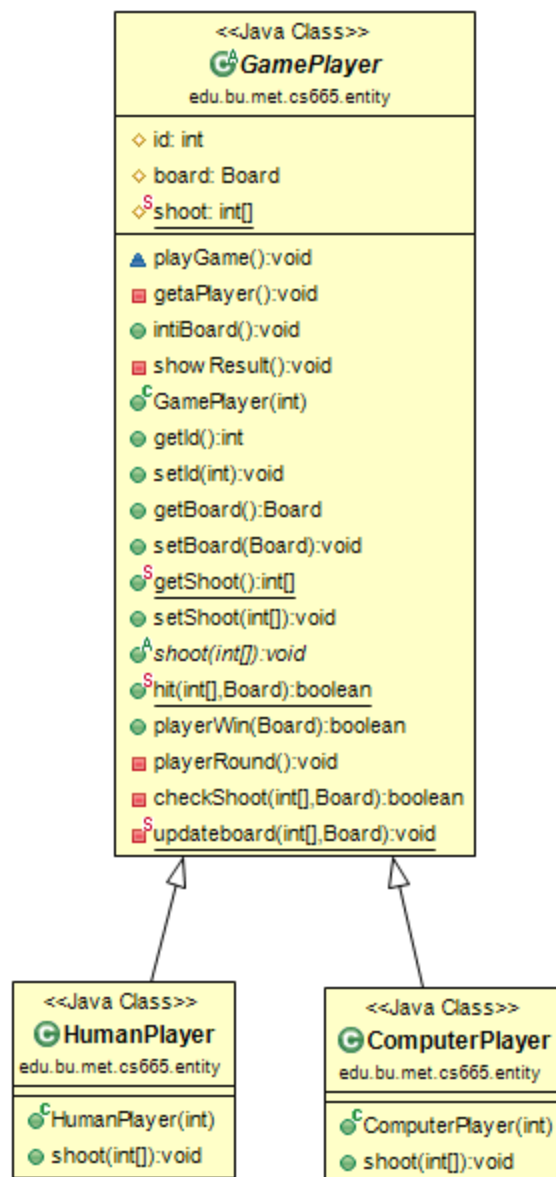 <<Java Class>>
GamePlayer
edu.bu.met.cs665.entity
id: int
board: Board
shoot: int[]
playGame():void
getaPlayer():void
intiBoard():void
showResult():void
GamePlayer(int)
getId():int
setId(int):void
getBoard():Board
setBoard(Board):void
getShoot():int[]
setShoot(int[]):void
shoot(int[]):void
hit(int[],Board):boolean
playerWin(Board):boolean
playerRound():void
checkShoot(int[],Board):boolean
updateboard(int[],Board):void
<<Java Class>>
HumanPlayer
edu.bu.met.cs665.entity
HumanPlayer(int)
shoot(int[]):void
<<Java Class>>
ComputerPlayer
edu.bu.met.cs665.entity
ComputerPlayer(int)
shoot(int[]):void